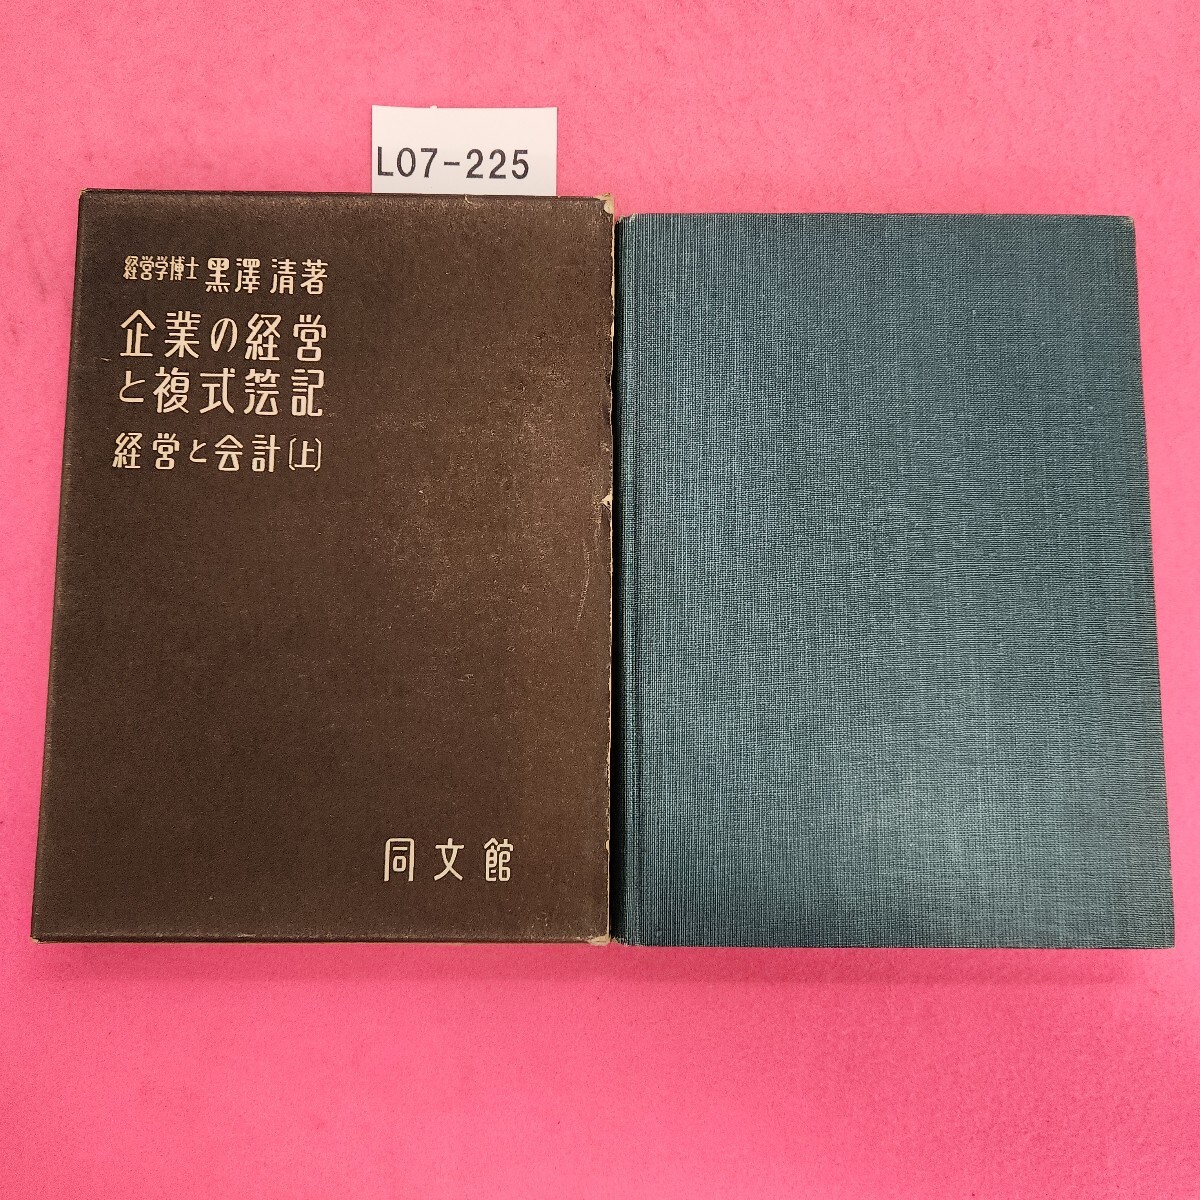 L07-225
経営学博士 黒澤 清著
企業の経営
と複式簿記
経営と会計〔上〕
同文館